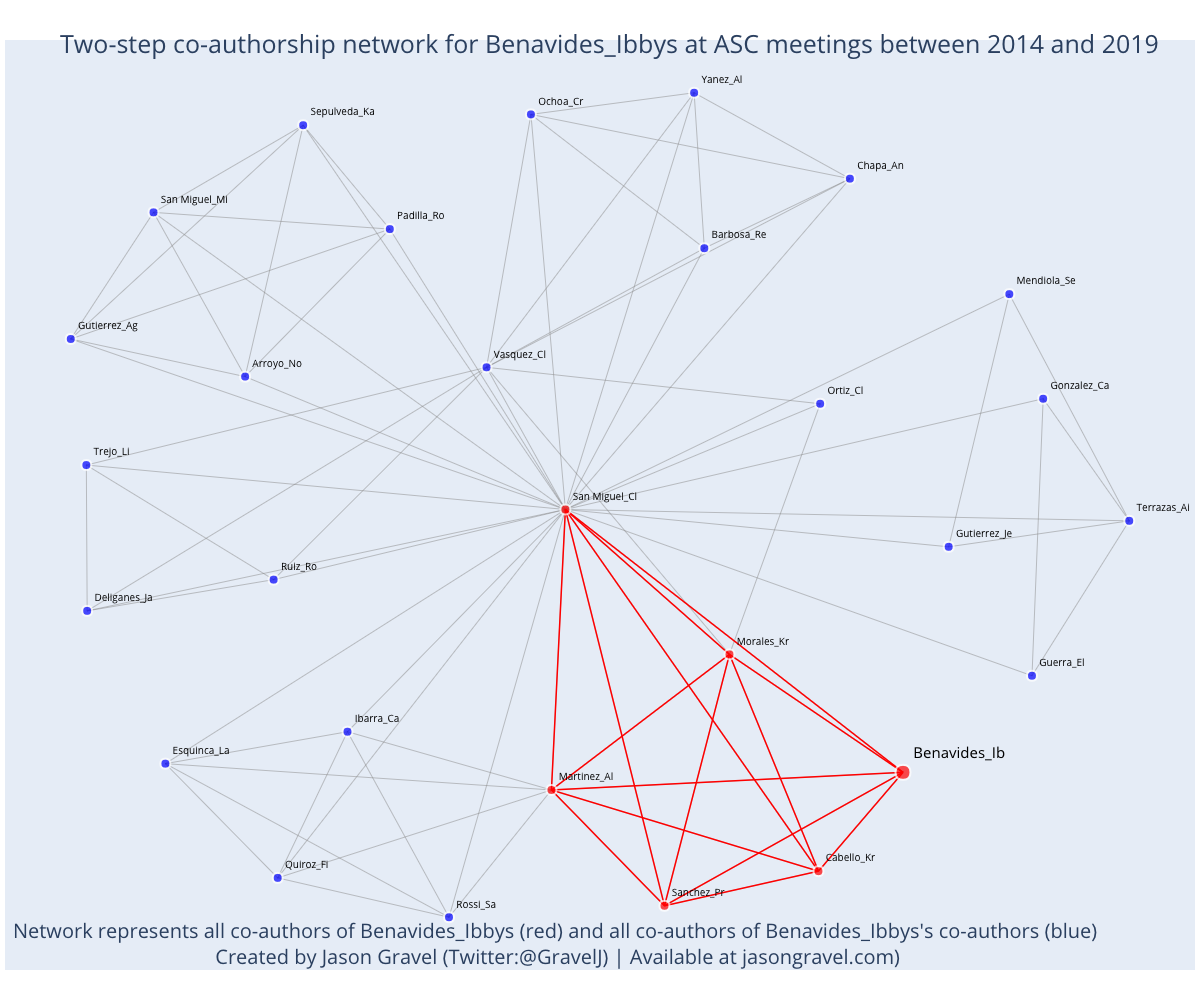 Two-step co-authorship network for Benavides_Ibbys at ASC meetings between 2014 and 2019
Yanez_Al
Ochoa_Cr
Sepulveda_Ka
Chapa_An
San Miguel_Mi
Padilla_Ro
Barbosa_Re
Mendiola_Se
Gutierrez_Ag
Vasquez_Cl
Arroyo_No
Gonzalez_Ca
Ortiz_Cl
Trejo_Li
San Miguel_Cl
Terrazas_Al
Gutierrez_Je
Ruiz_Ro
Deliganes_Ja
Morales_Kr
Guerra_El
Ibarra_Ca
Esquinca_La
Benavides_Ib
Martinez_Al
Cabello_Kr
Quiroz_Fi
Sanchez_Pr
Rossi_Sa
Network represents all co-authors of Benavides_Ibbys (red) and all co-authors of Benavides_Ibbys's co-authors (blue)
Created by Jason Gravel (Twitter:@GravelJ) | Available at jasongravel.com)